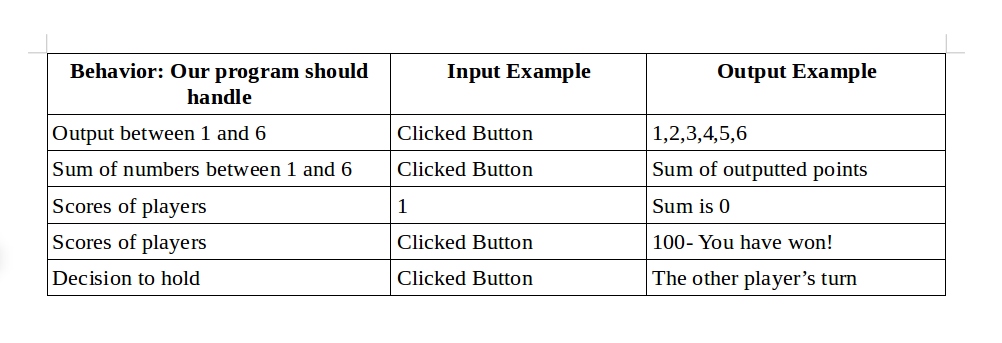 Behavior: Our program should handle
Input Example
Output Example
Output between 1 and 6
Clicked Button
1,2,3,4,5,6
Sum of numbers between 1 and 6
Clicked Button
Sum of outputted points
Scores of players
1
Sum is 0
Scores of players
Clicked Button
100- You have won!
Decision to hold
Clicked Button
The other player’s turn